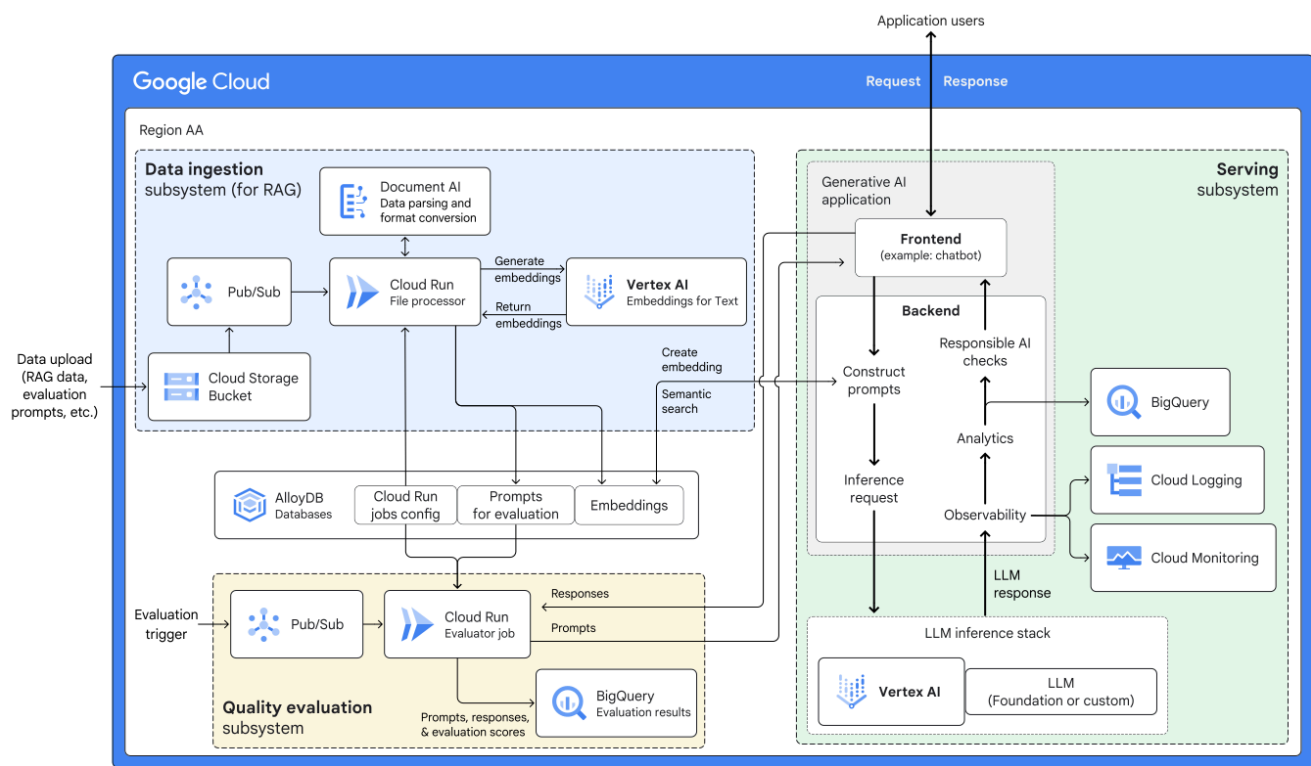 Application users
Google Cloud
Request
Response
Region AA
Data ingestion
subsystem (for RAG)
Document AI
Data parsing and
format conversion
Pub/Sub
Cloud Run
File processor
Generate
embeddings
Return
embeddings
Vertex AI
Embeddings for Text
Data upload
(RAG data,
evaluation
prompts, etc.)
Cloud Storage
Bucket
Create
embedding
Semantic
search
AlloyDB
Databases
Cloud Run
jobs config
Prompts
for evaluation
Embeddings
Evaluation
trigger
Pub/Sub
Cloud Run
Evaluator job
Responses
Prompts
Quality evaluation
subsystem
Prompts, responses,
& evaluation scores
BigQuery
Evaluation results
Serving
subsystem
Generative AI
application
Frontend
(example: chatbot)
Backend
Responsible AI
checks
Construct
prompts
Analytics
Inference
request
Observability
BigQuery
Cloud Logging
Cloud Monitoring
LLM
response
LLM inference stack
Vertex AI
LLM
(Foundation or custom)